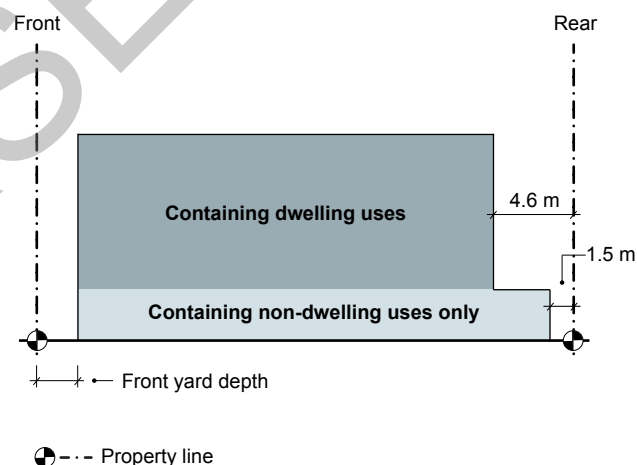 Front
Rear
Containing dwelling uses
4.6 m
1.5 m
Containing non-dwelling uses only
Front yard depth
Property line